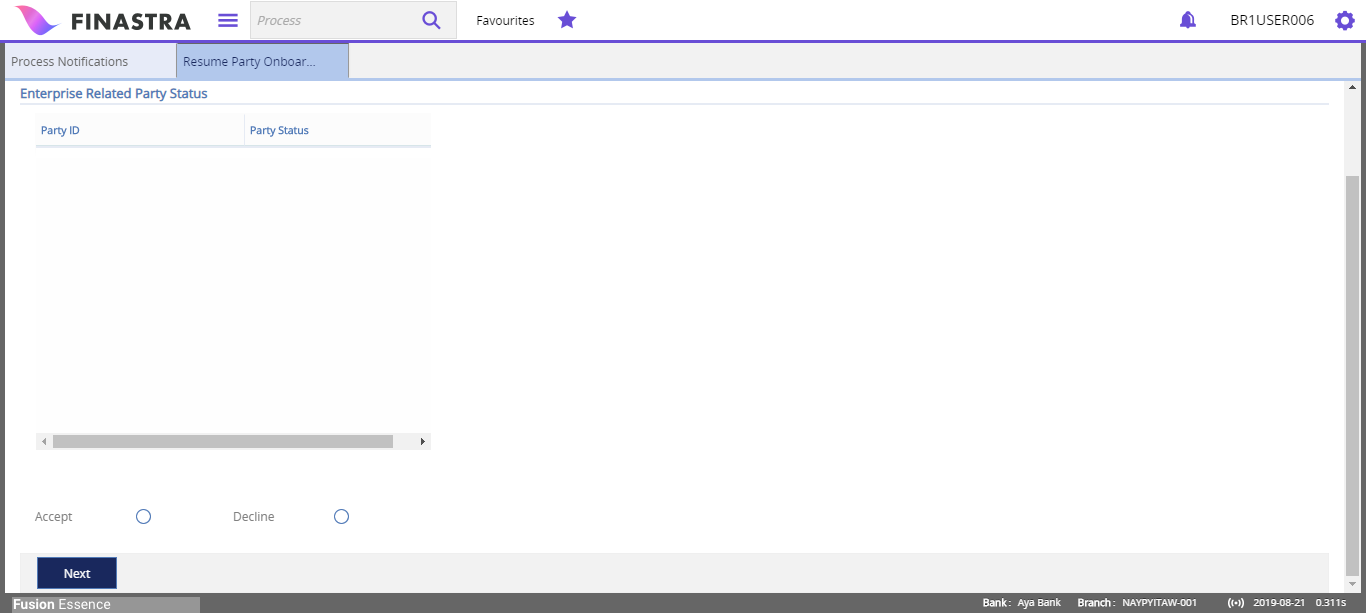 FINASTRA Process Favourites BR1USER006
Process Notifications Resume Party Onboar...
Enterprise Related Party Status
Party ID Party Status
Accept Decline
Next
Fusion Essence Bank : Aya Bank Branch : NAYPYITAW-001 2019-08-21 0.311s